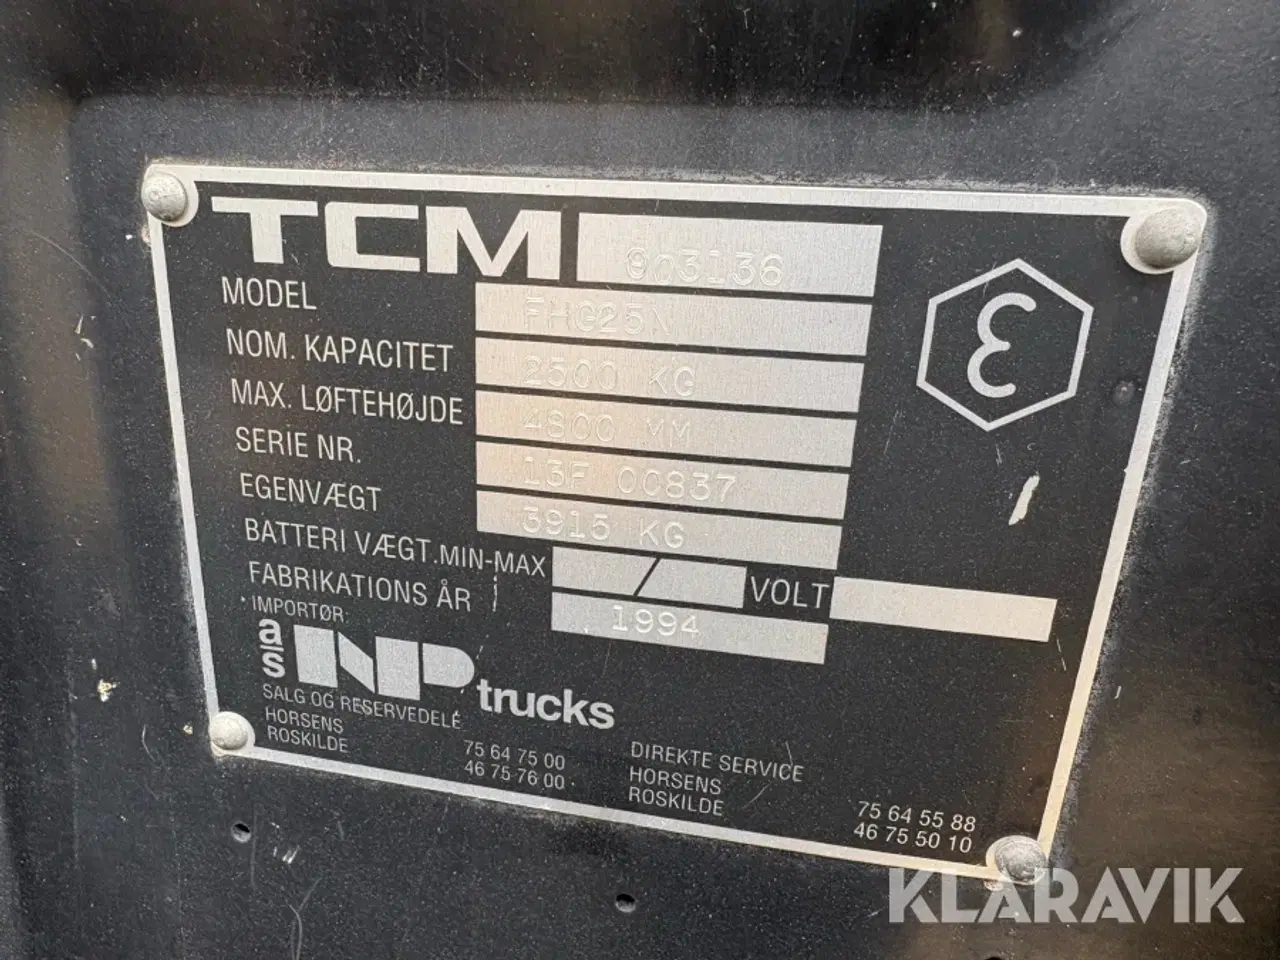 TCM 903136
MODEL FHG25N
NOM. KAPACITET 2500 KG
MAX. LØFTEHØJDE 4800 MM
SERIE NR. 13F 00837
EGENVÆGT 3915 KG
BATTERI VÆGT. MIN-MAX / VOLT
FABRIKATIONS ÅR 1994
IMPORTØR:
a/s NP trucks
SALG OG RESERVEDELE DIREKTE SERVICE
HORSENS 75 64 75 00 HORSENS 75 64 55 88
ROSKILDE 46 75 76 00 ROSKILDE 46 75 50 10
KLARAVIK